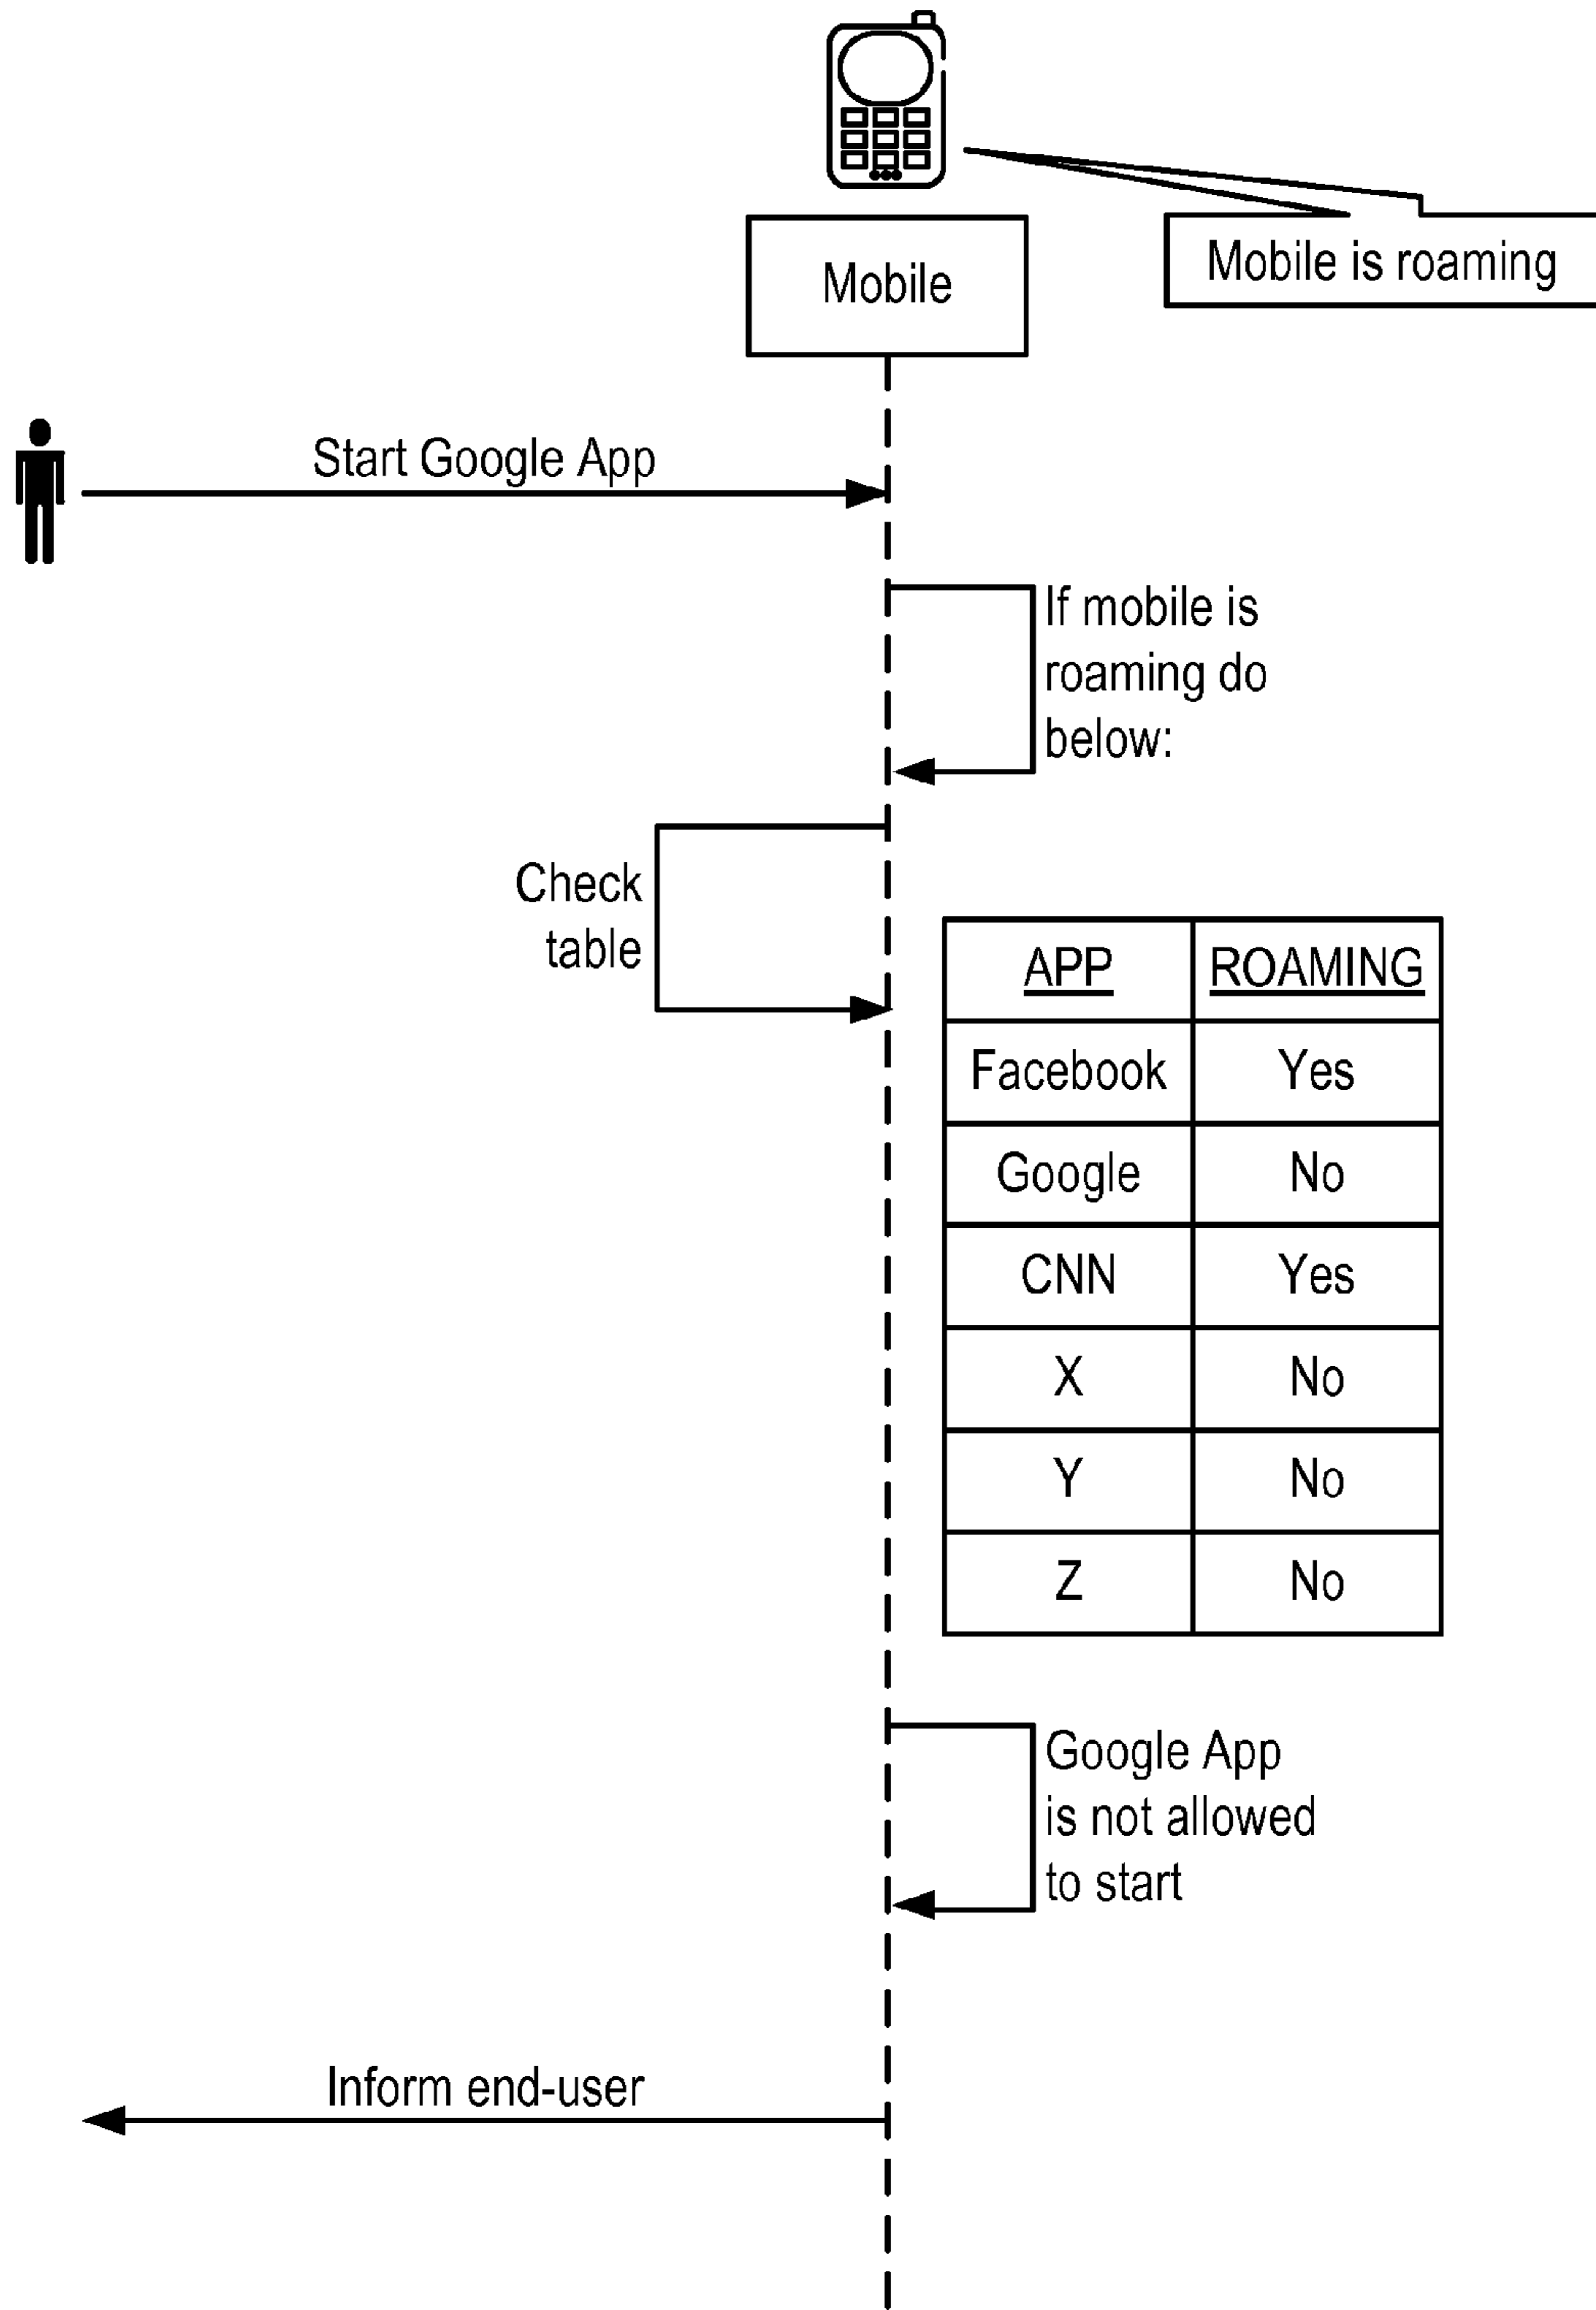 Mobile
Mobile is roaming
Start Google App
If mobile is
roaming do
below:
Check
table
APP ROAMING
Facebook Yes
Google No
CNN Yes
X No
Y No
Z No
Google App
is not allowed
to start
Inform end-user